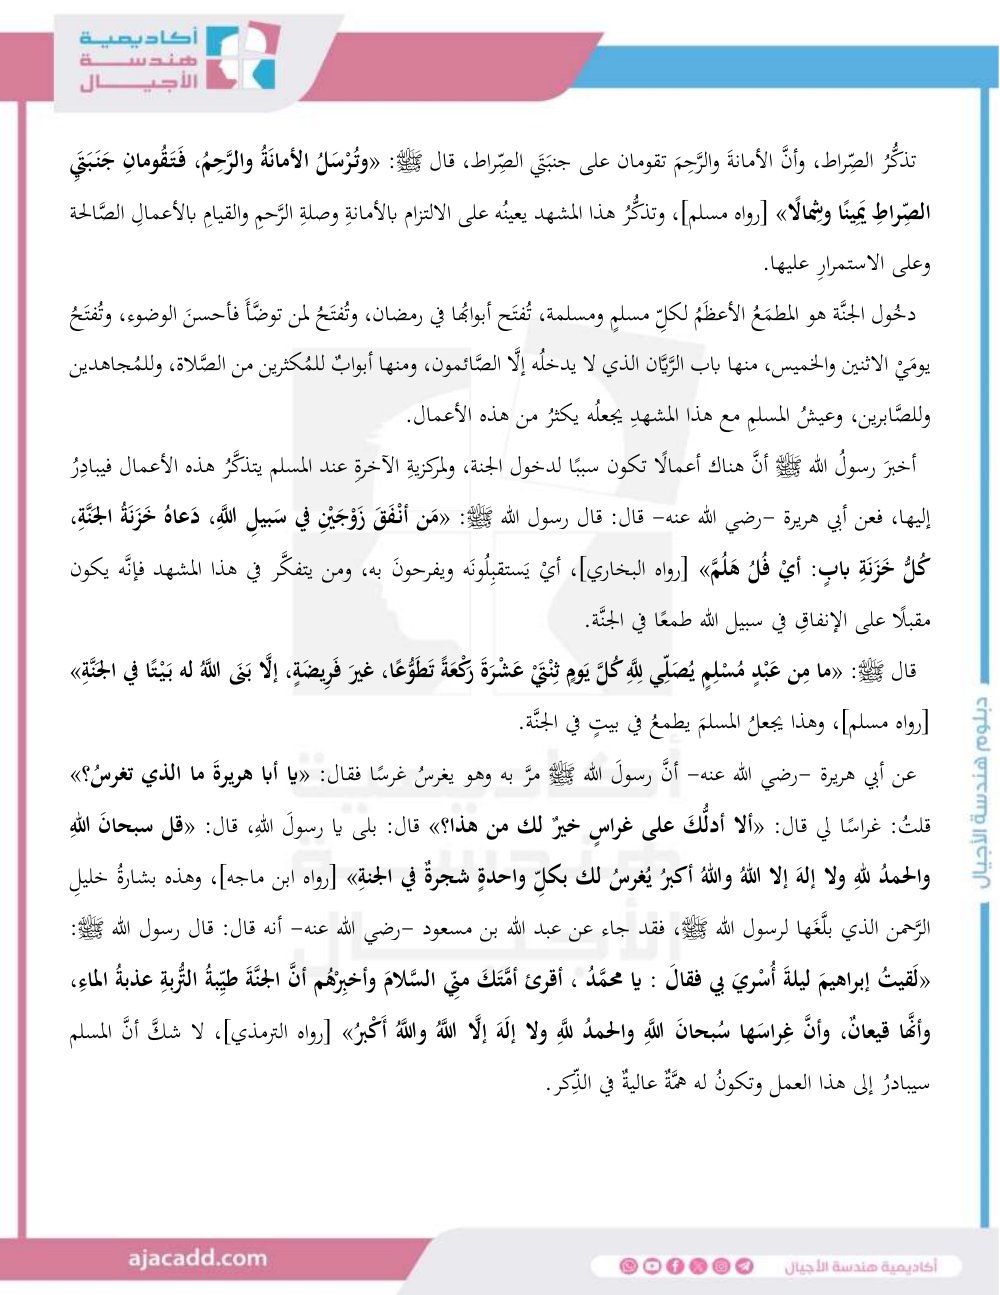 أكاديمية
هندسة
الأجيال
تذكُّرُ الصِّراط، وأنَّ الأمانةَ والرَّحِمَ تقومان على جنبَتَي الصِّراط، قال ﷺ: «وتُرْسَلُ الأمانَةُ والرَّحِمُ، فَتَقُومانِ جَنَبَتَيِ
الصِّراطِ يَمِينًا وشِمالًا» [رواه مسلم]، وتذكُّرُ هذا المشهد يعينُه على الالتزام بالأمانةِ وصلةِ الرَّحمِ والقيامِ بالأعمالِ الصَّالحة
وعلى الاستمرارِ عليها.
دخُول الجنَّة هو المطمَعُ الأعظَمُ لكلِّ مسلمٍ ومسلمة، تُفتَح أبوابُها في رمضان، وتُفتَحُ لمن توضَّأَ فأحسنَ الوضوء، وتُفتَحُ
يومَيْ الاثنين والخميس، منها باب الرَّيَّان الذي لا يدخلُه إلَّا الصَّائمون، ومنها أبوابٌ للمُكثرين من الصَّلاة، وللمُجاهدين
وللصَّابرين، وعيشُ المسلمِ مع هذا المشهدِ يجعلُه يكثرُ من هذه الأعمال.
أخبرَ رسولُ الله ﷺ أنَّ هناك أعمالًا تكون سببًا لدخول الجنة، ولمركزيةِ الآخرةِ عند المسلم يتذكَّرُ هذه الأعمال فيبادِرُ
إليها، فعن أبي هريرة –رضي الله عنه– قال: قال رسول الله ﷺ: «مَن أنْفَقَ زَوْجَيْنِ في سَبيلِ اللَّهِ، دَعاهُ خَزَنَةُ الجَنَّةِ،
كُلُّ خَزَنَةِ بابٍ: أيْ فُلُ هَلُمَّ» [رواه البخاري]، أيْ يَستقبِلُونَه ويفرحونَ به، ومن يتفكَّر في هذا المشهد فإنَّه يكون
مقبلًا على الإنفاقِ في سبيل الله طمعًا في الجنَّة.
قال ﷺ: «ما مِن عَبْدٍ مُسْلِمٍ يُصَلِّي لِلَّهِ كُلَّ يَومٍ ثِنْتَيْ عَشْرَةَ رَكْعَةً تَطَوُّعًا، غيرَ فَرِيضَةٍ، إلَّا بَنَى اللَّهُ له بَيْتًا في الجَنَّةِ»
[رواه مسلم]، وهذا يجعلُ المسلمَ يطمعُ في بيتٍ في الجنَّة.
عن أبي هريرة –رضي الله عنه– أنَّ رسولَ الله ﷺ مرَّ به وهو يغرسُ غرسًا فقال: «يا أبا هريرةَ ما الذي تغرسُ؟»
قلتُ: غراسًا لي قال: «ألا أدلُّكَ على غراسٍ خيرٌ لك من هذا؟» قال: بلى يا رسولَ اللهِ، قال: «قل سبحانَ اللهِ
والحمدُ للهِ ولا إلهَ إلا اللهُ واللهُ أكبرُ يُغرسُ لك بكلِّ واحدةٍ شجرةٌ في الجنةِ» [رواه ابن ماجه]، وهذه بشارةُ خليلِ
الرَّحمن الذي بلَّغَها لرسول الله ﷺ، فقد جاء عن عبد الله بن مسعود –رضي الله عنه– أنه قال: قال رسول الله ﷺ:
«لَقيتُ إبراهيمَ ليلةَ أُسْريَ بي فقالَ : يا محمَّدُ ، أقرئ أمَّتَكَ منِّي السَّلامَ وأخبِرْهُم أنَّ الجنَّةَ طيِّبةُ التُّربةِ عذبةُ الماءِ،
وأنَّها قيعانٌ، وأنَّ غِراسَها سُبحانَ اللَّهِ والحمدُ للَّهِ ولا إلَهَ إلَّا اللَّهُ واللَّهُ أَكْبرُ» [رواه الترمذي]، لا شكَّ أنَّ المسلم
سيبادرُ إلى هذا العمل وتكونُ له همَّةٌ عاليةٌ في الذِّكر.
دبلوم هندسة الأجيال
أكاديمية
هندسة
الأجيال
أكاديمية هندسة الأجيال
ajacadd.com